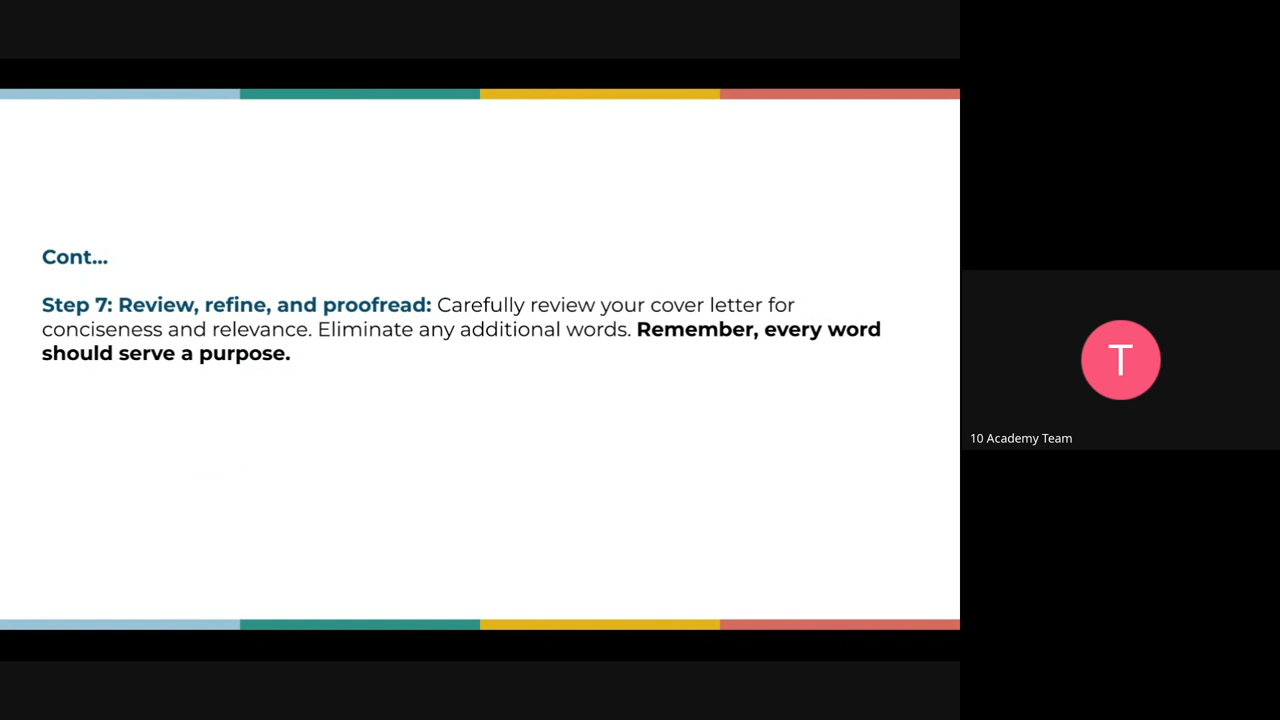 Cont...
Step 7: Review, refine, and proofread: Carefully review your cover letter for
conciseness and relevance. Eliminate any additional words. Remember, every word
should serve a purpose.
T
10 Academy Team